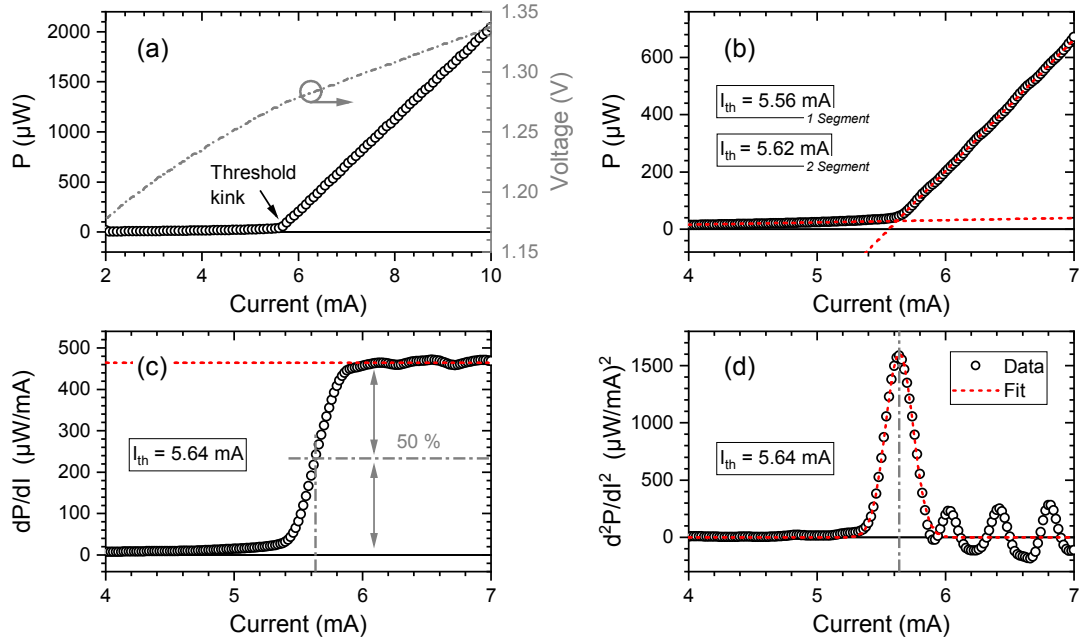 (a)
2000
1500
1000
500
0
P (µW)
1.35
1.30
1.25
1.20
1.15
Voltage (V)
Threshold
kink
2 4 6 8 10
Current (mA)
(b)
600
400
200
0
P (µW)
I_th = 5.56 mA
1 Segment
I_th = 5.62 mA
2 Segment
4 5 6 7
Current (mA)
(c)
500
400
300
200
100
0
dP/dI (µW/mA)
50 %
I_th = 5.64 mA
4 5 6 7
Current (mA)
(d)
1500
1000
500
0
d²P/dI² (µW/mA)²
Data
Fit
I_th = 5.64 mA
4 5 6 7
Current (mA)